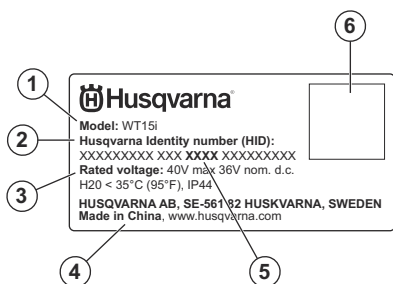 6
1
Husqvarna®
Model: WT15i
2
Husqvarna Identity number (HID):
XXXXXXXXX XXX XXXX XXXXXXXXX
3
Rated voltage: 40V max 36V nom. d.c.
H20 < 35°C (95°F), IP44
HUSQVARNA AB, SE-561 82 HUSKVARNA, SWEDEN
Made in China, www.husqvarna.com
4
5